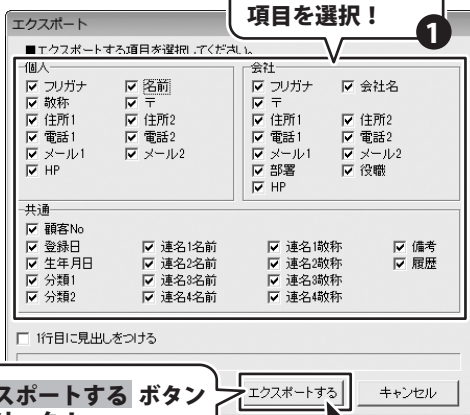 項目を選択！
1
エクスポート
■エクスポートする項目を選択してください。
個人
フリガナ 名前
敬称 〒
住所1 住所2
電話1 電話2
メール1 メール2
HP
会社
フリガナ 会社名
〒
住所1 住所2
電話1 電話2
メール1 メール2
部署 役職
HP
共通
顧客No
登録日 連名1名前 連名1敬称 備考
生年月日 連名2名前 連名2敬称 履歴
分類1 連名3名前 連名3敬称
分類2 連名4名前 連名4敬称
1行目に見出しをつける
スポートする ボタン
エクスポートする キャンセル